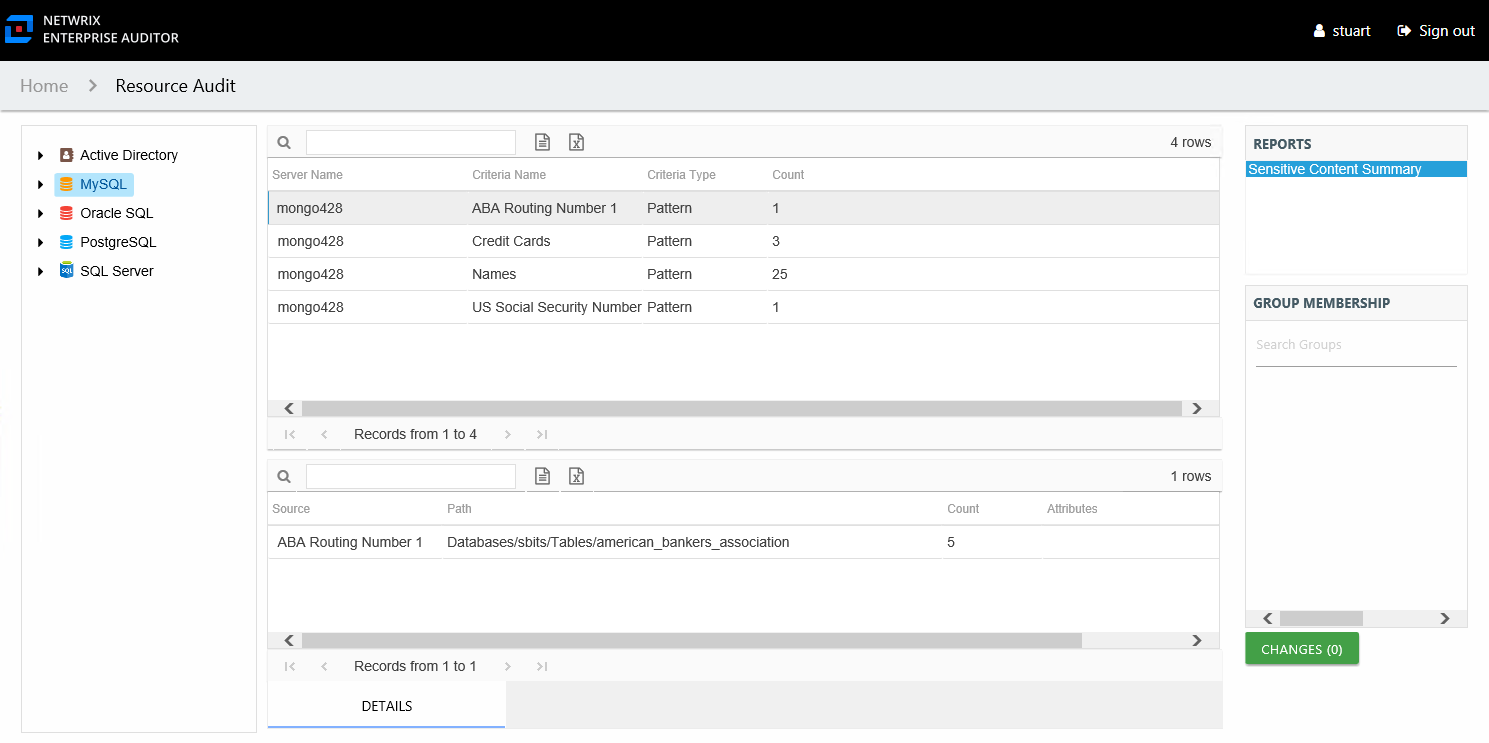 NETWRIX
ENTERPRISE AUDITOR
stuart
Sign out
Home > Resource Audit
Active Directory
MySQL
Oracle SQL
PostgreSQL
SQL Server
4 rows
Server Name Criteria Name Criteria Type Count
mongo428 ABA Routing Number 1 Pattern 1
mongo428 Credit Cards Pattern 3
mongo428 Names Pattern 25
mongo428 US Social Security Number Pattern 1
Records from 1 to 4
1 rows
Source Path Count Attributes
ABA Routing Number 1 Databases/sbits/Tables/american_bankers_association 5
Records from 1 to 1
DETAILS
REPORTS
Sensitive Content Summary
GROUP MEMBERSHIP
Search Groups
CHANGES (0)